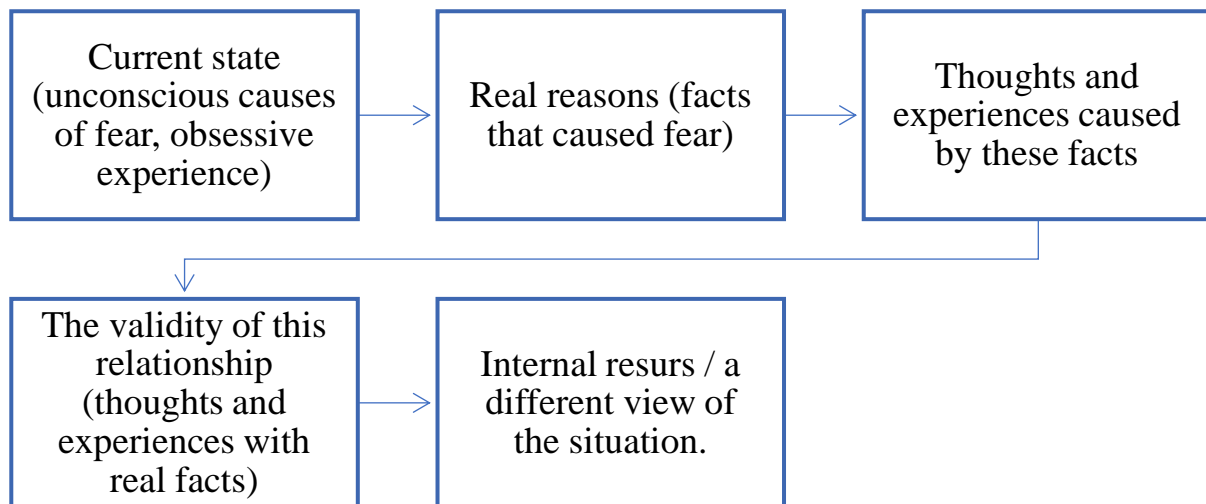 Current state
(unconscious causes
of fear, obsessive
experience)
Real reasons (facts
that caused fear)
Thoughts and
experiences caused
by these facts
The validity of this
relationship
(thoughts and
experiences with
real facts)
Internal resurs / a
different view of
the situation.